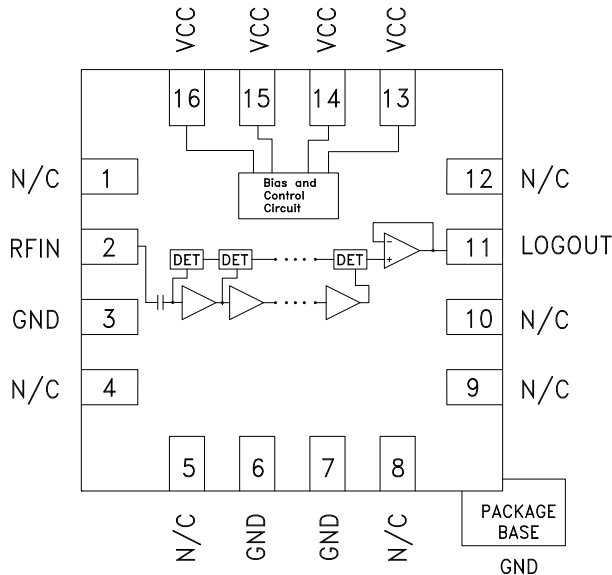 VCC VCC VCC VCC
16 15 14 13
N/C 1
12 N/C
Bias and
Control
Circuit
RFIN 2
11 LOGOUT
DET DET DET
- +
GND 3
10 N/C
N/C 4
9 N/C
5 6 7 8
N/C GND GND N/C
PACKAGE
BASE
GND